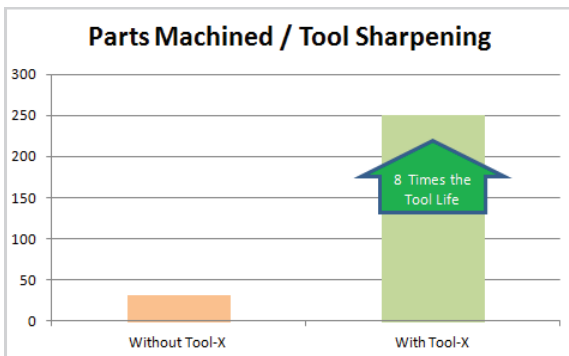 Parts Machined / Tool Sharpening
300
250
200
150
100
50
0
8 Times the
Tool Life
Without Tool-X
With Tool-X